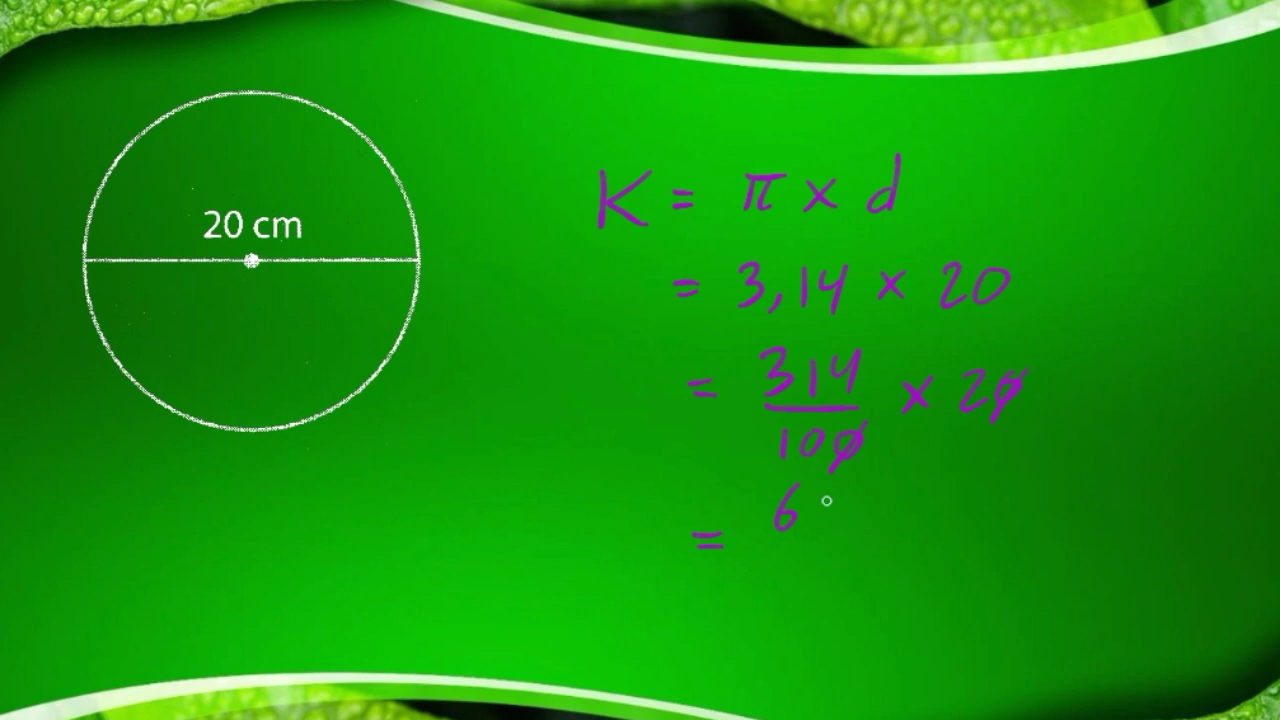 20 cm
K = π x d
= 3,14 x 20
= 314/100 x 20
= 6